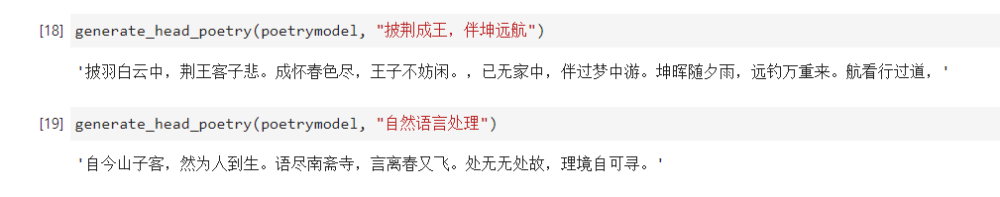 [18] generate_head_poetry(poetrymodel, "披荆成王，伴坤远航")
'披羽白云中，荆王客子悲。成怀春色尽，王子不妨闲。，已无家中，伴过梦中游。坤晖随夕雨，远钓万重来。航看行过道，'
[19] generate_head_poetry(poetrymodel, "自然语言处理")
'自今山子客，然为人到生。语尽南斋寺，言离春又飞。处无无处故，理境自可寻。'